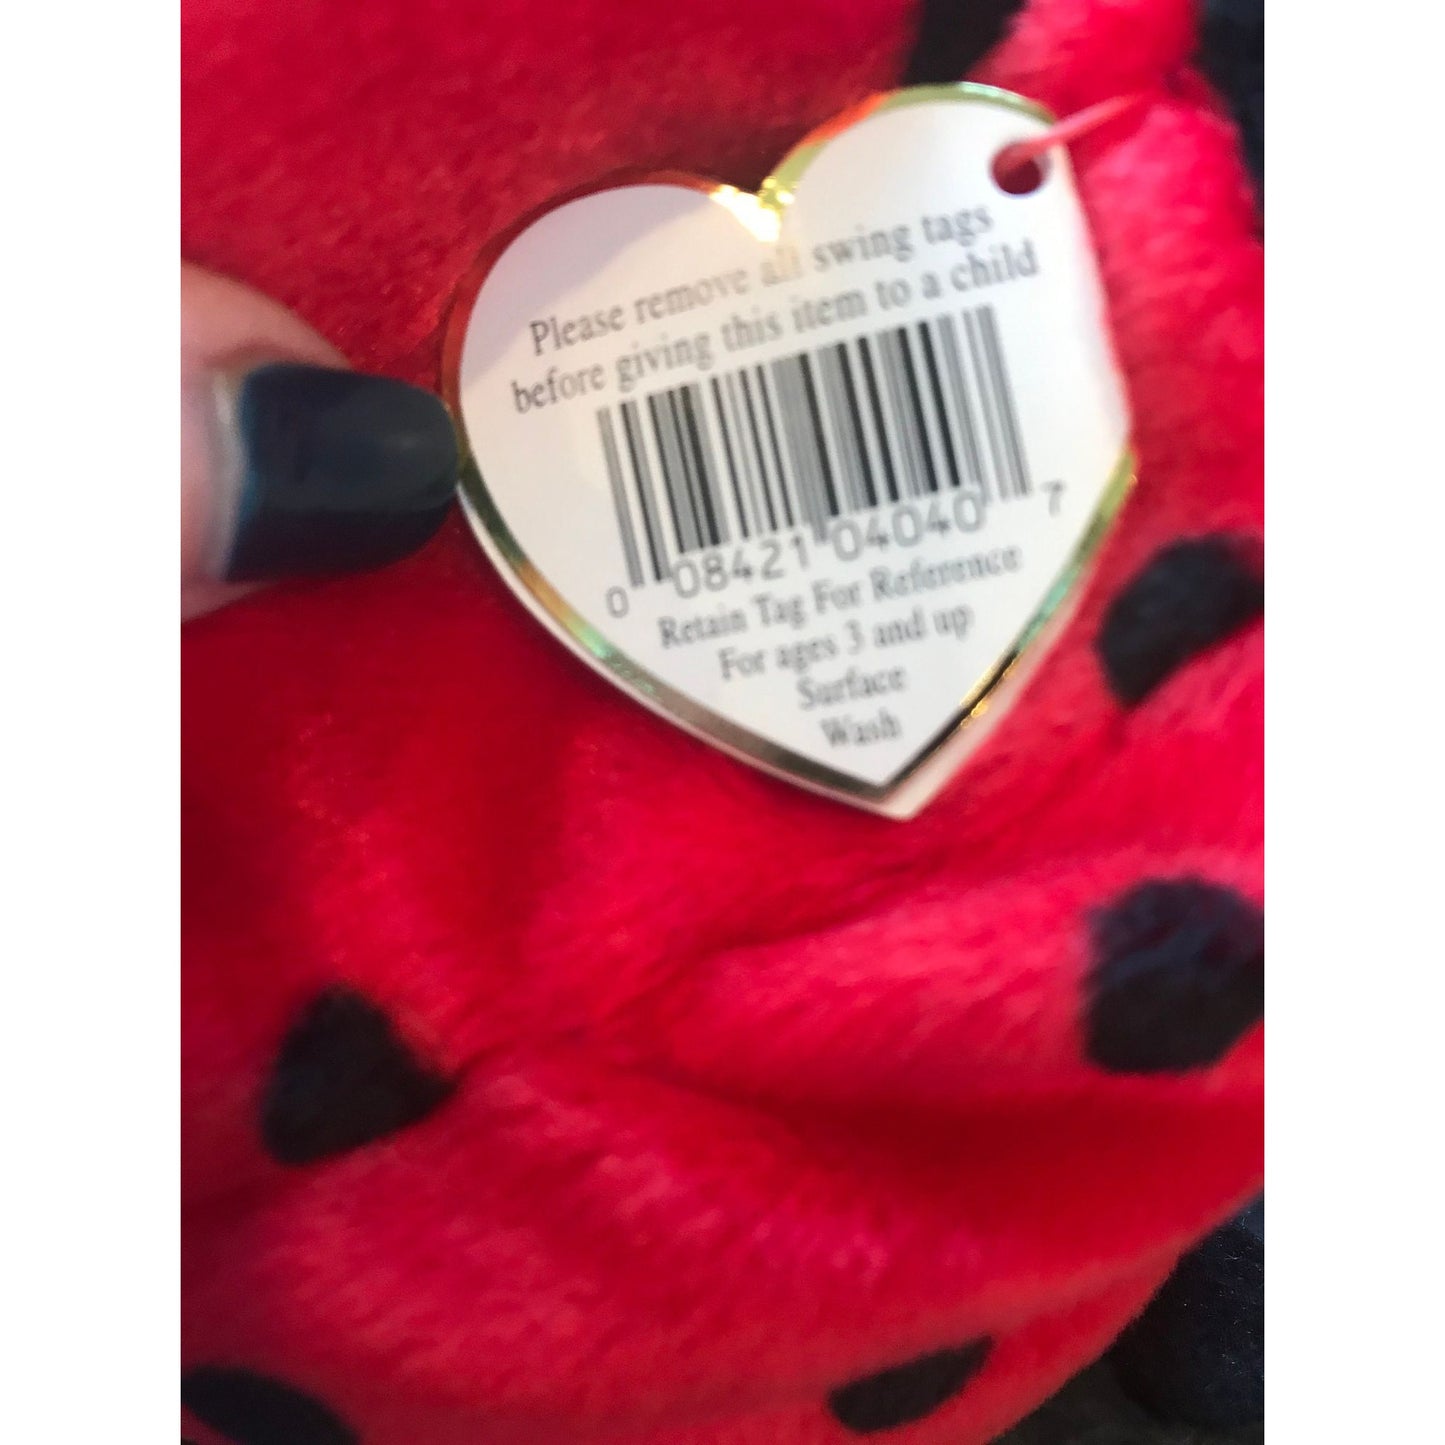 Please remove all swing tags
before giving this item to a child
0 08421 04040 7
Retain Tag For Reference
For ages 3 and up
Surface
Wash